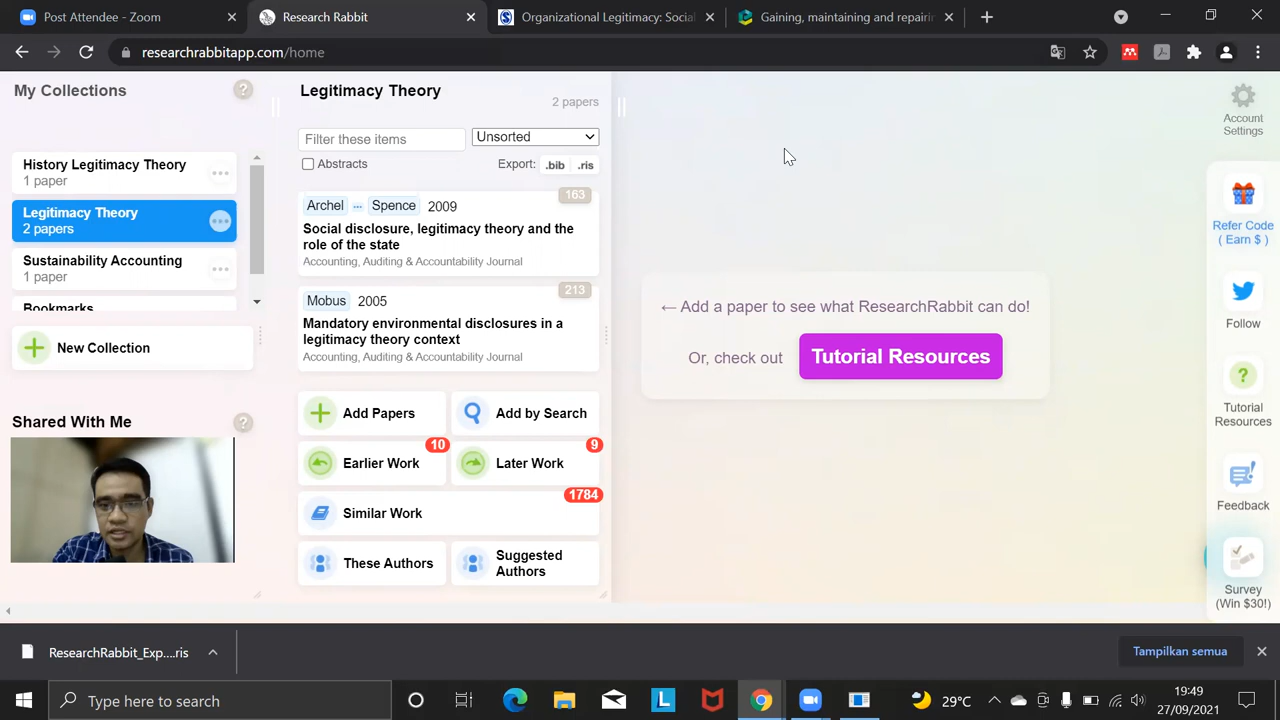 Post Attendee - Zoom
Research Rabbit
Organizational Legitimacy: Social
Gaining, maintaining and repairin
researchrabbitapp.com/home
My Collections
?
History Legitimacy Theory
1 paper
Legitimacy Theory
2 papers
Sustainability Accounting
1 paper
Bookmarks
New Collection
Shared With Me
?
Legitimacy Theory
2 papers
Filter these items
Unsorted
Abstracts
Export: .bib .ris
Archel ... Spence 2009
163
Social disclosure, legitimacy theory and the
role of the state
Accounting, Auditing & Accountability Journal
Mobus 2005
213
Mandatory environmental disclosures in a
legitimacy theory context
Accounting, Auditing & Accountability Journal
Add Papers
Add by Search
Earlier Work
10
Later Work
9
Similar Work
1784
These Authors
Suggested
Authors
← Add a paper to see what ResearchRabbit can do!
Or, check out Tutorial Resources
Account
Settings
Refer Code
( Earn $ )
Follow
?
Tutorial
Resources
Feedback
Survey
(Win $30!)
ResearchRabbit_Exp....ris
Tampilkan semua
Type here to search
L
29°C
19:49
27/09/2021